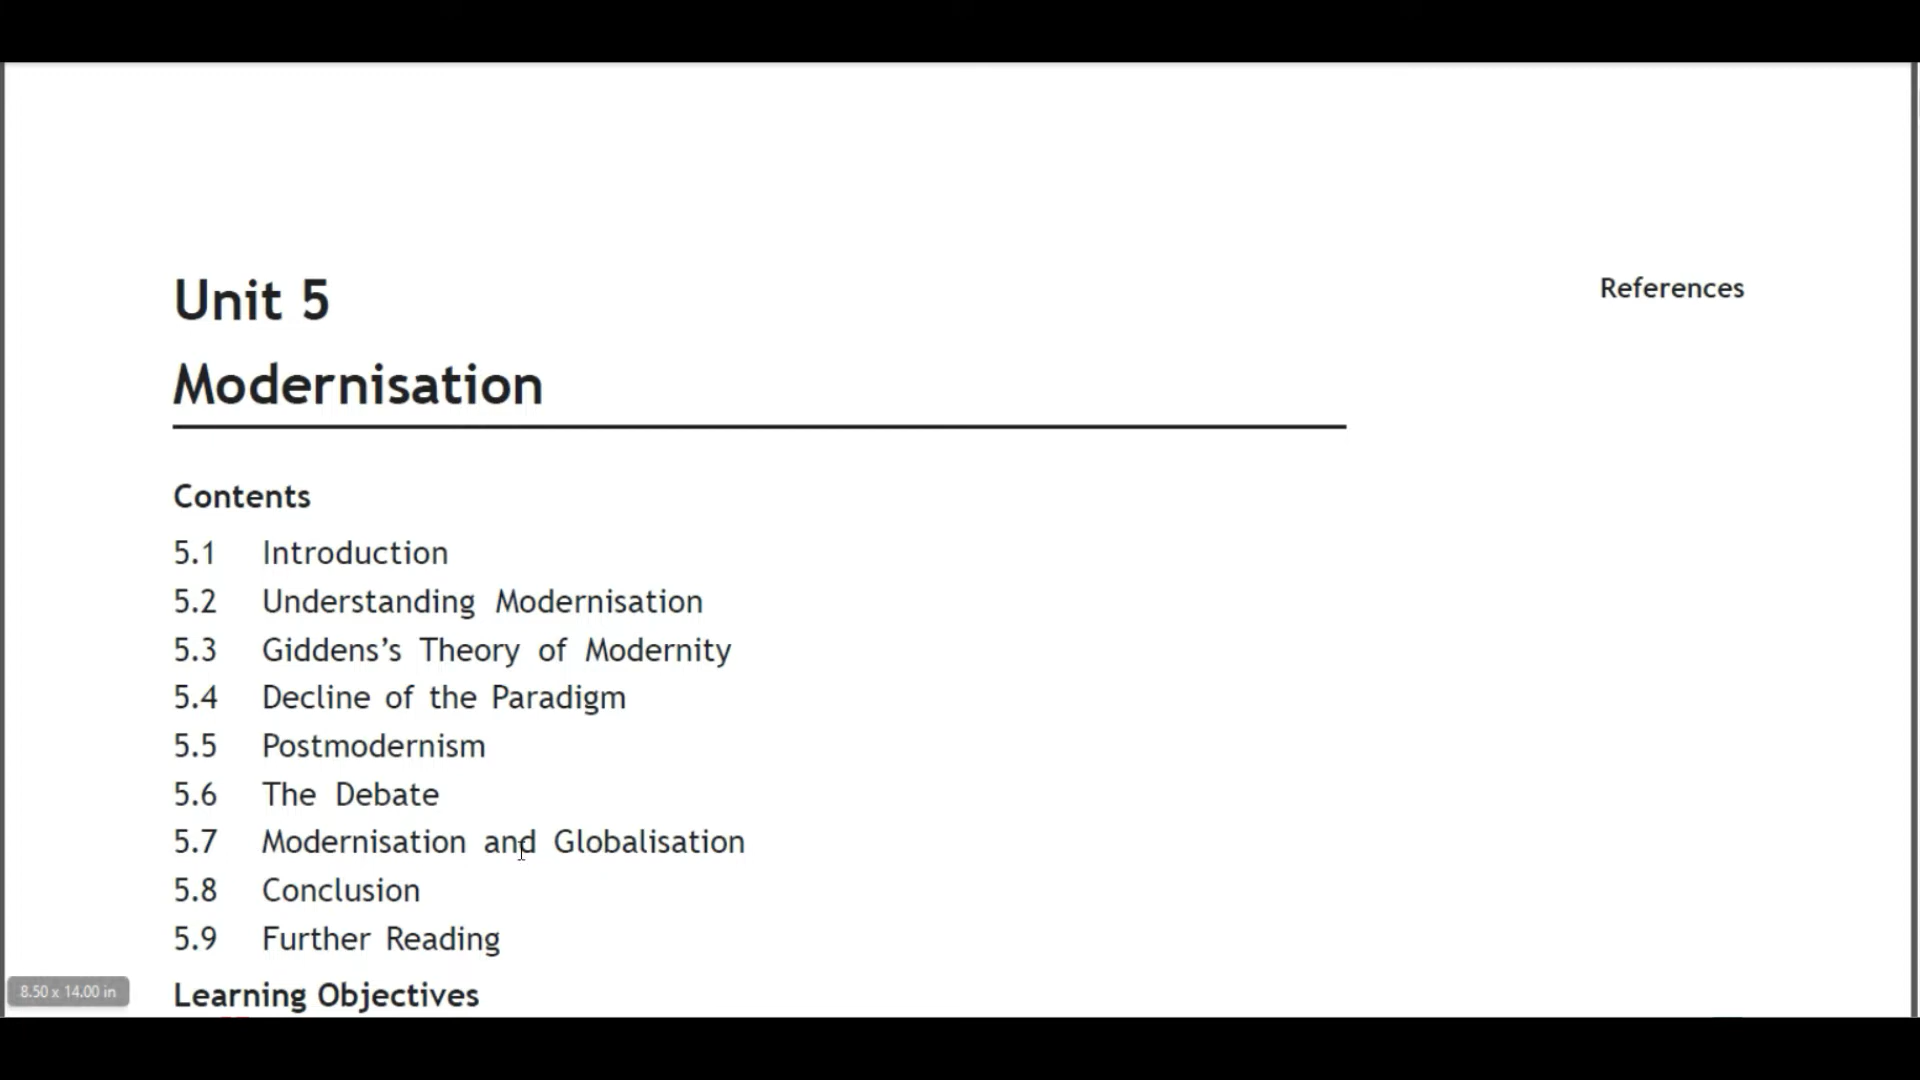 Unit 5
References
Modernisation
Contents
5.1 Introduction
5.2 Understanding Modernisation
5.3 Giddens’s Theory of Modernity
5.4 Decline of the Paradigm
5.5 Postmodernism
5.6 The Debate
5.7 Modernisation and Globalisation
5.8 Conclusion
5.9 Further Reading
8.50 x 14.00 in
Learning Objectives